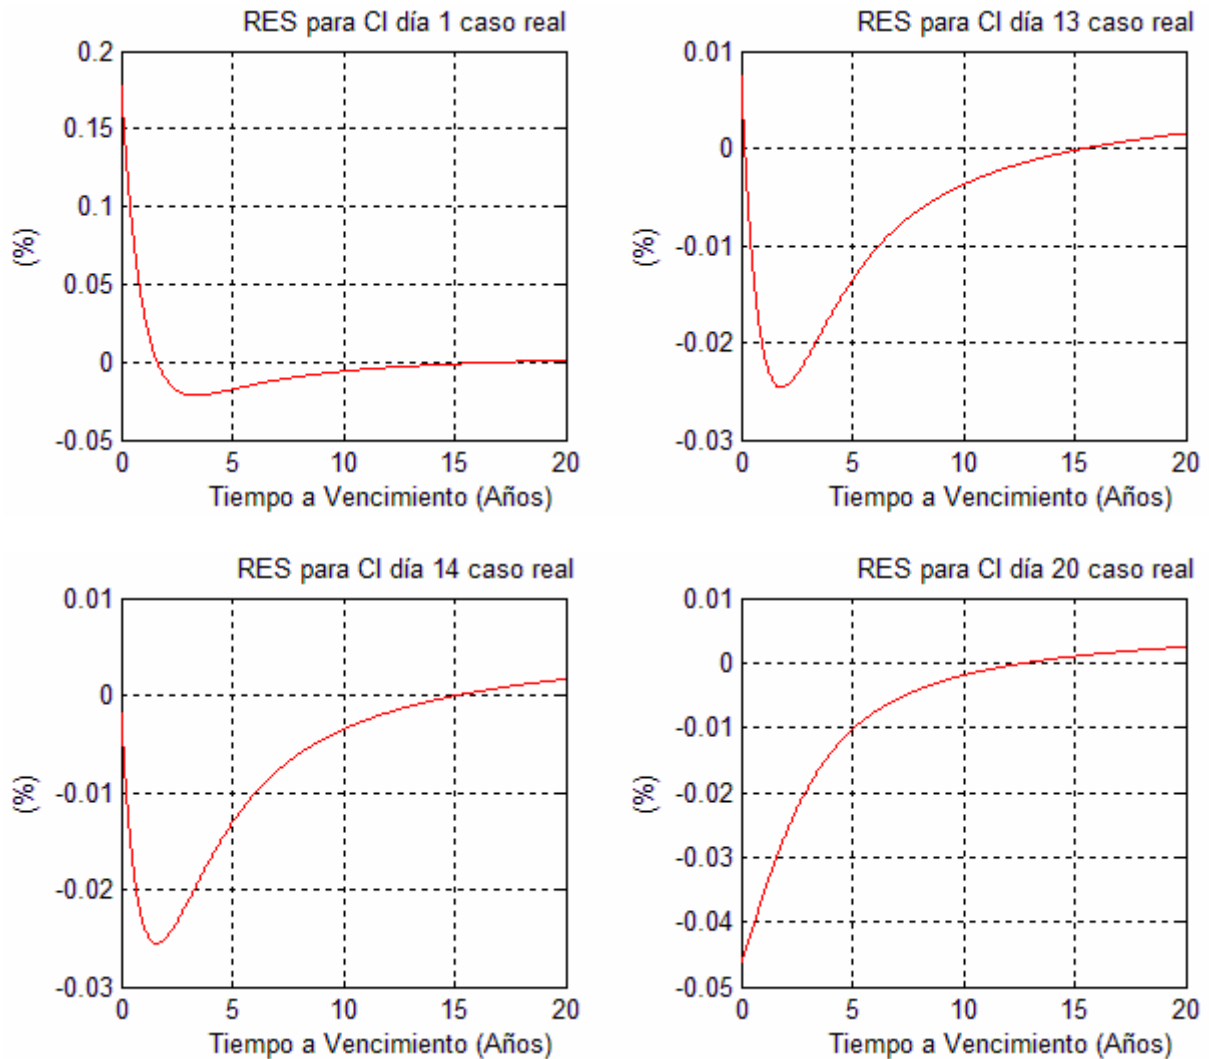 RES para CI día 1 caso real
0.2
0.15
0.1
0.05
0
-0.05
(%)
0 5 10 15 20
Tiempo a Vencimiento (Años)
RES para CI día 13 caso real
0.01
0
-0.01
-0.02
-0.03
(%)
0 5 10 15 20
Tiempo a Vencimiento (Años)
RES para CI día 14 caso real
0.01
0
-0.01
-0.02
-0.03
(%)
0 5 10 15 20
Tiempo a Vencimiento (Años)
RES para CI día 20 caso real
0.01
0
-0.01
-0.02
-0.03
-0.04
-0.05
(%)
0 5 10 15 20
Tiempo a Vencimiento (Años)